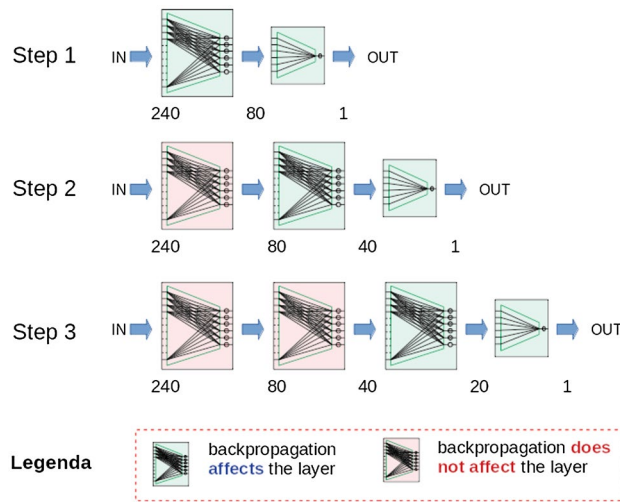 Step 1
IN
OUT
240
80
1
Step 2
IN
OUT
240
80
40
1
Step 3
IN
OUT
240
80
40
20
1
Legenda
backpropagation
affects the layer
backpropagation does
not affect the layer